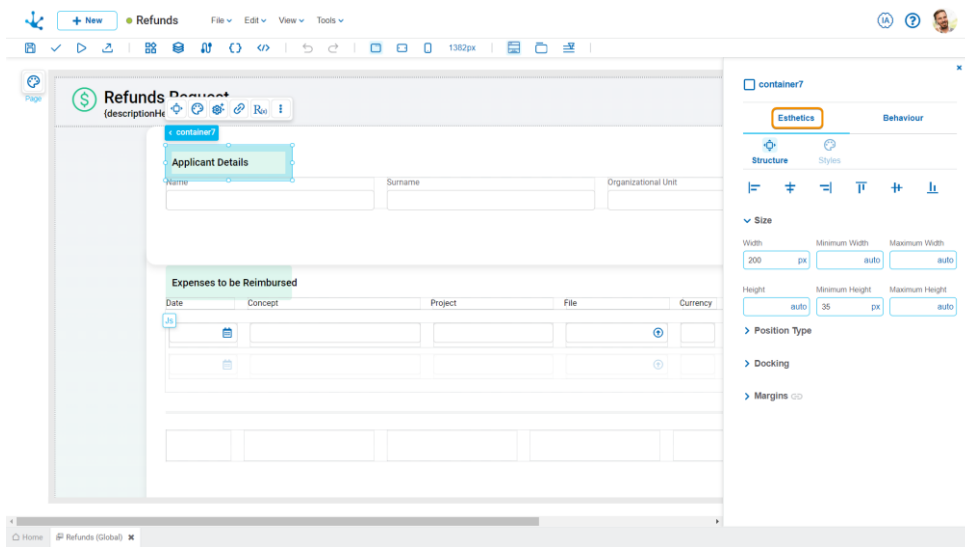 + New
Refunds
File
Edit
View
Tools
IA
?
1382px
Page
$
Refunds Request
{descriptionHe
R(x)
container7
Applicant Details
Name
Surname
Organizational Unit
Expenses to be Reimbursed
Date
Concept
Project
File
Currency
Js
container7
Esthetics
Behaviour
Structure
Styles
Size
Width
Minimum Width
Maximum Width
200 px
auto
auto
Height
Minimum Height
Maximum Height
auto
35 px
auto
Position Type
Docking
Margins
Home
Refunds (Global)